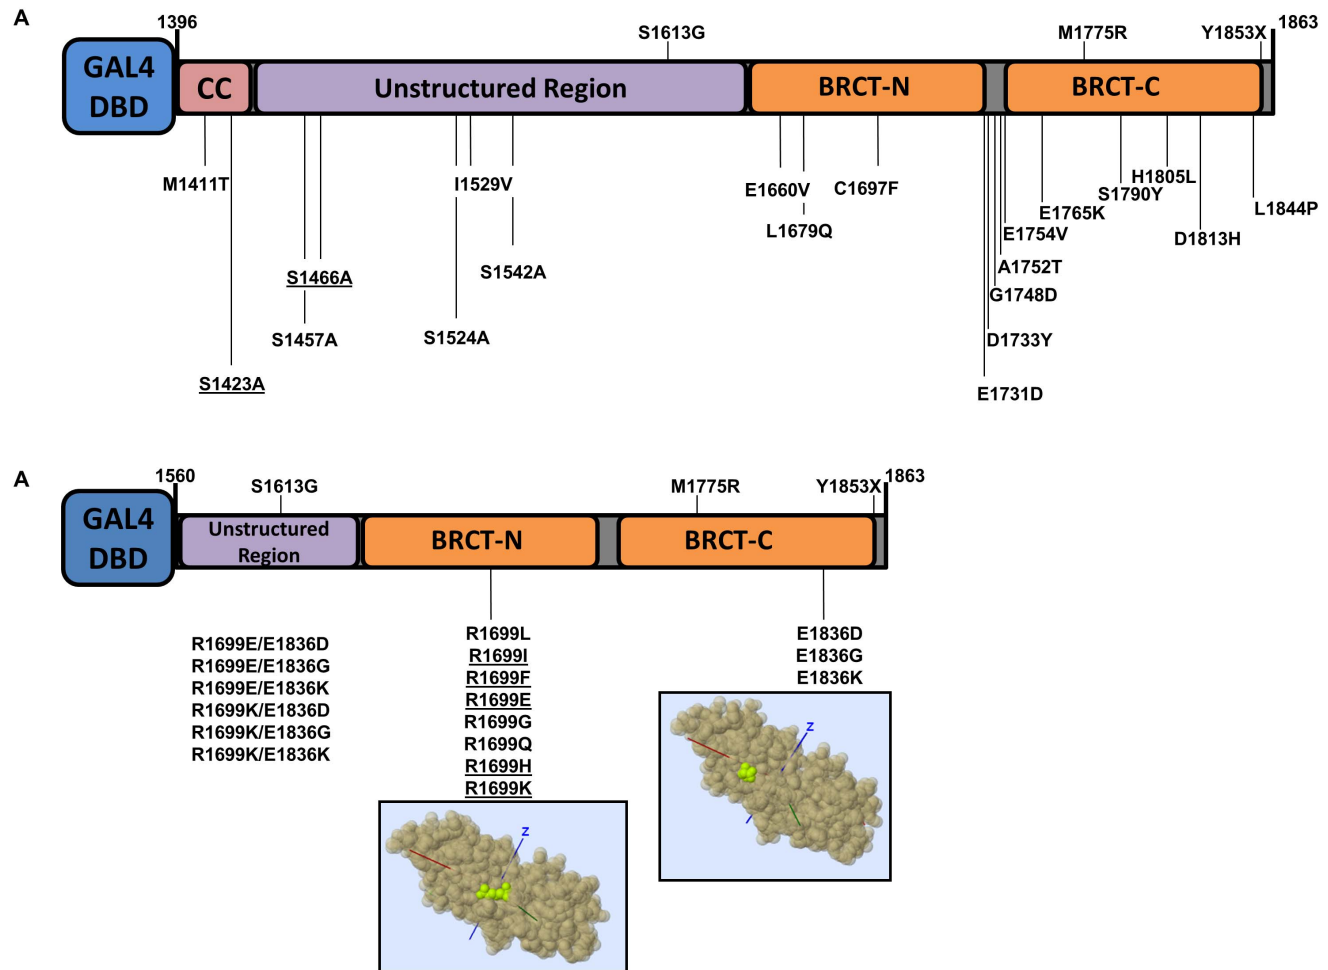 A
1396
1863
S1613G
M1775R
Y1853X
GAL4
DBD
CC
Unstructured Region
BRCT-N
BRCT-C
M1411T
I1529V
E1660V
C1697F
H1805L
S1790Y
E1765K
L1844P
L1679Q
E1754V
D1813H
A1752T
S1466A
S1542A
G1748D
S1457A
S1524A
D1733Y
S1423A
E1731D
A
1560
1863
S1613G
M1775R
Y1853X
GAL4
DBD
Unstructured
Region
BRCT-N
BRCT-C
R1699E/E1836D
R1699E/E1836G
R1699E/E1836K
R1699K/E1836D
R1699K/E1836G
R1699K/E1836K
R1699L
R1699I
R1699F
R1699E
R1699G
R1699Q
R1699H
R1699K
E1836D
E1836G
E1836K
Z
Z